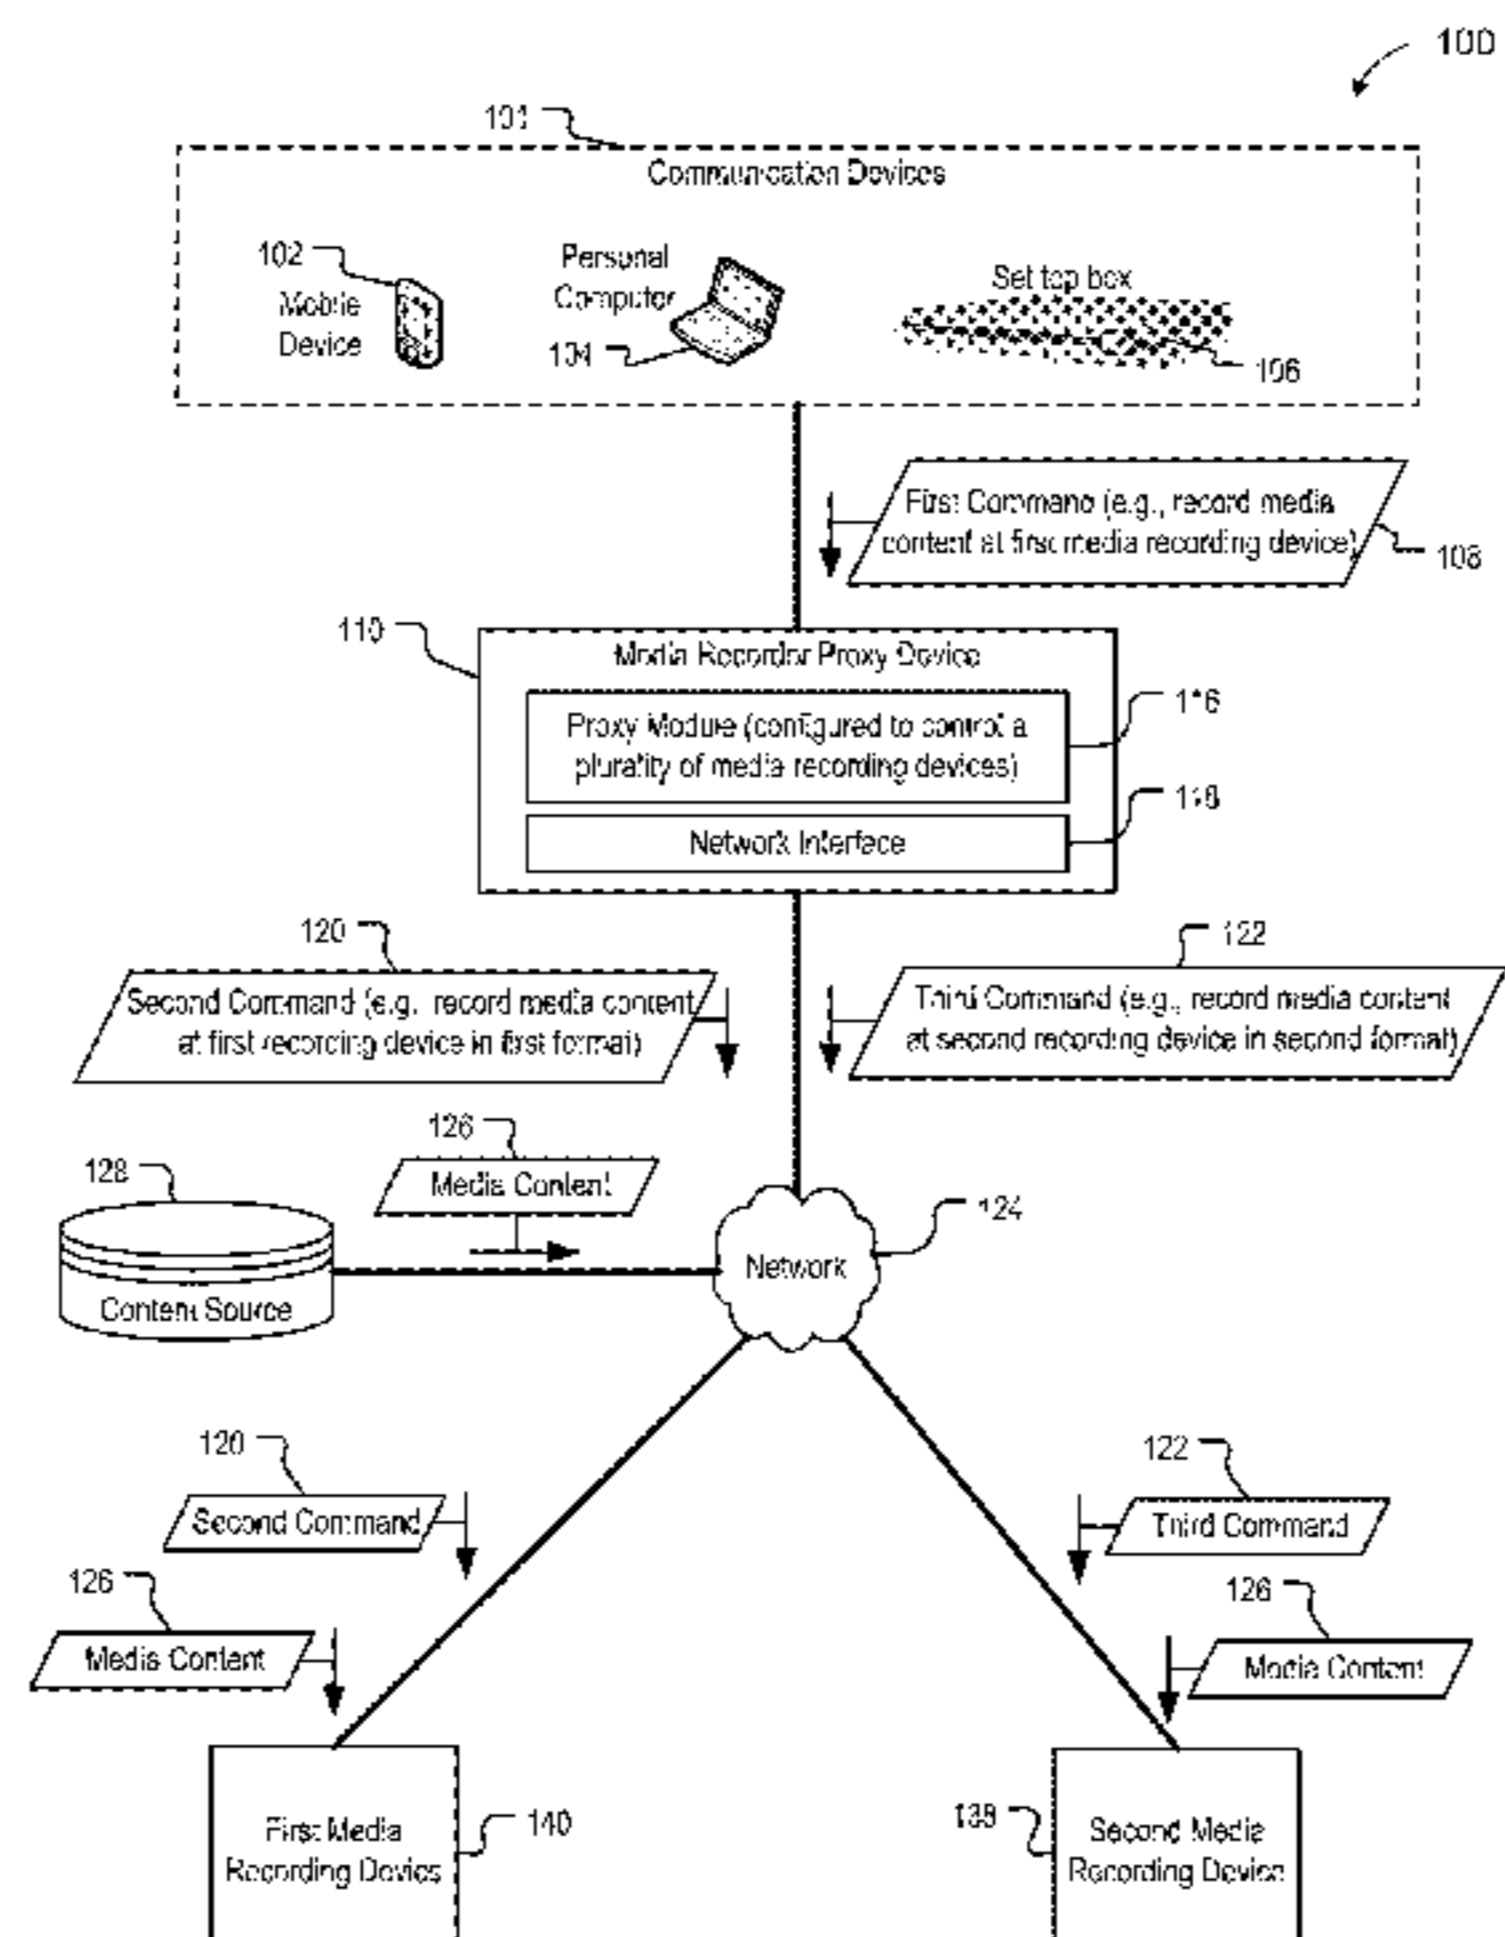 100
101
Communication Devices
102
Mobile
Device
Personal
Computer
104
Set top box
106
First Command (e.g., record media
content at first media recording device)
108
110
Media Recorder Proxy Device
Proxy Module (configured to control a
plurality of media recording devices)
116
Network Interface
118
120
Second Command (e.g., record media content
at first recording device in first format)
122
Third Command (e.g., record media content
at second recording device in second format)
126
Media Content
128
Content Source
Network
124
120
Second Command
122
Third Command
126
Media Content
126
Media Content
First Media
Recording Device
140
Second Media
Recording Device